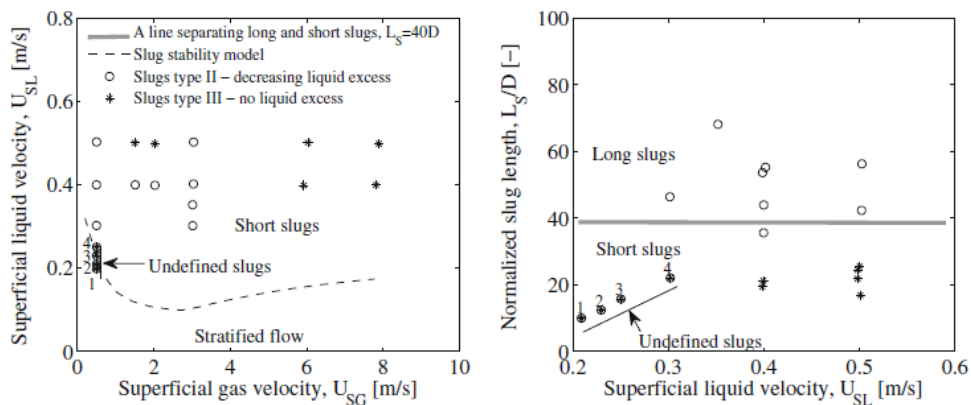 0.8
0.6
0.4
0.2
0
Superficial liquid velocity, U_SL [m/s]
A line separating long and short slugs, L_S=40D
Slug stability model
Slugs type II − decreasing liquid excess
Slugs type III − no liquid excess
Short slugs
4
3
2
1
Undefined slugs
Stratified flow
0 2 4 6 8 10
Superficial gas velocity, U_SG [m/s]
100
80
60
40
20
0
Normalized slug length, L_S/D [−]
Long slugs
Short slugs
1 2 3 4
Undefined slugs
0.2 0.3 0.4 0.5 0.6
Superficial liquid velocity, U_SL [m/s]